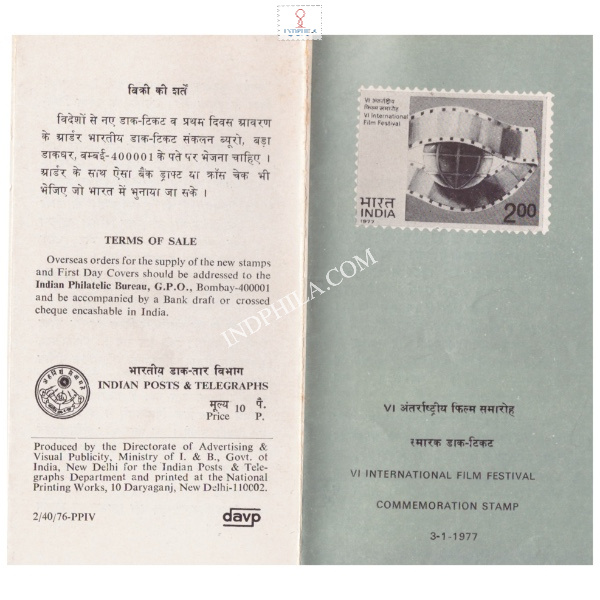 INDPHILA
बिक्री की शर्तें
विदेशों से नए डाक-टिकट व प्रथम दिवस आवरण
के आर्डर भारतीय डाक-टिकट संकलन ब्यूरो, बड़ा
डाकघर, बम्बई-400001 के पते पर भेजना चाहिए ।
आर्डर के साथ ऐसा बैंक ड्राफ्ट या क्रॉस चेक भी
भेजिए जो भारत में भुनाया जा सके ।
TERMS OF SALE
Overseas orders for the supply of the new stamps
and First Day Covers should be addressed to the
Indian Philatelic Bureau, G.P.O., Bombay-400001
and be accompanied by a Bank draft or crossed
cheque encashable in India.
भारतीय डाक-तार विभाग
INDIAN POSTS & TELEGRAPHS
मूल्य 10 पै.
Price P.
Produced by the Directorate of Advertising &
Visual Publicity, Ministry of I. & B., Govt. of
India, New Delhi for the Indian Posts & Tele-
graphs Department and printed at the National
Printing Works, 10 Daryaganj, New Delhi-110002.
2/40/76-PPIV
davp
VI अंतर्राष्ट्रीय
फिल्म समारोह
VI International
Film Festival
भारत
INDIA
1977
2.00
INDPHILA.COM
VI अंतर्राष्ट्रीय फिल्म समारोह
स्मारक डाक-टिकट
VI INTERNATIONAL FILM FESTIVAL
COMMEMORATION STAMP
3-1-1977